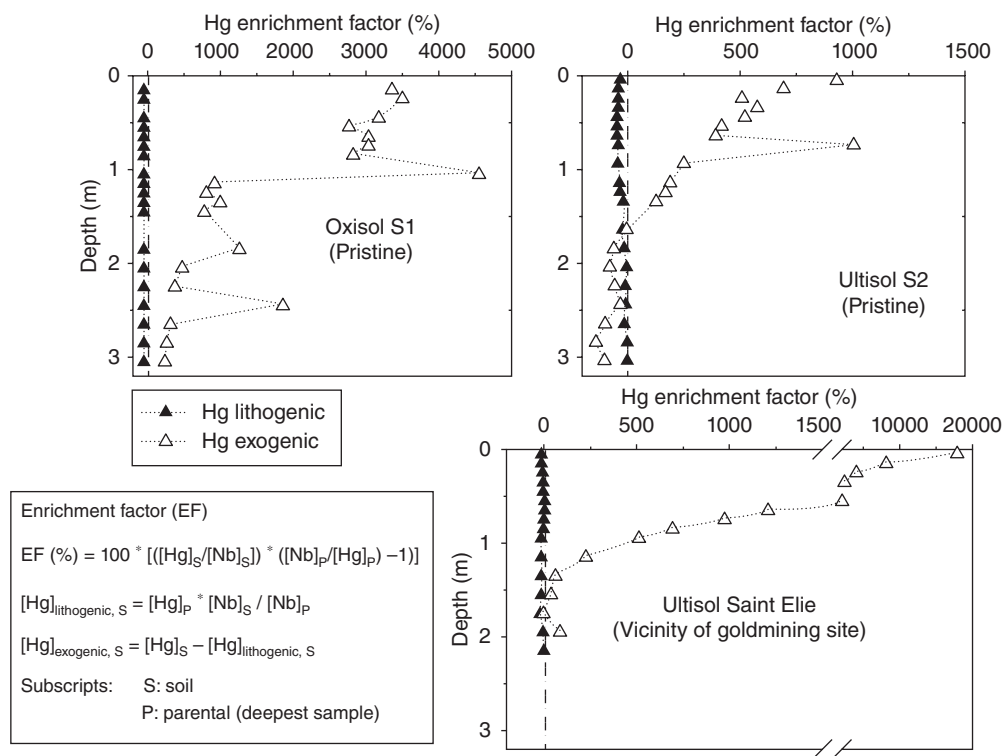 Hg enrichment factor (%)
0 1000 2000 3000 4000 5000
0
1
2
3
Depth (m)
Oxisol S1
(Pristine)
Hg enrichment factor (%)
0 500 1000 1500
0
1
2
3
Ultisol S2
(Pristine)
Hg lithogenic
Hg exogenic
Hg enrichment factor (%)
0 500 1000 1500 10000 20000
0
1
2
3
Depth (m)
Ultisol Saint Elie
(Vicinity of goldmining site)
Enrichment factor (EF)
EF (%) = 100 * [([Hg]S/[Nb]S]) * ([Nb]P/[Hg]P) –1)]
[Hg]lithogenic, S = [Hg]P * [Nb]S / [Nb]P
[Hg]exogenic, S = [Hg]S – [Hg]lithogenic, S
Subscripts: S: soil
P: parental (deepest sample)